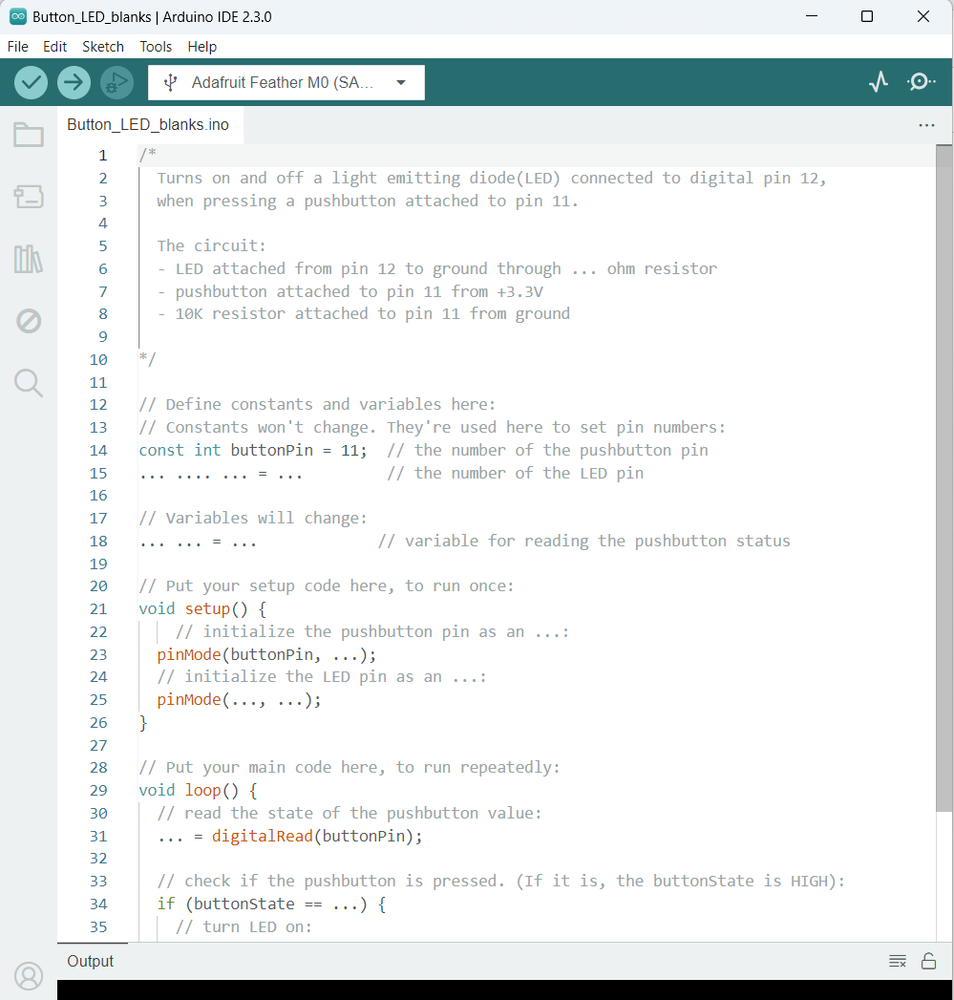 Button_LED_blanks | Arduino IDE 2.3.0
File Edit Sketch Tools Help
Adafruit Feather M0 (SA...
Button_LED_blanks.ino
1 /*
2 Turns on and off a light emitting diode(LED) connected to digital pin 12,
3 when pressing a pushbutton attached to pin 11.
4
5 The circuit:
6 - LED attached from pin 12 to ground through ... ohm resistor
7 - pushbutton attached to pin 11 from +3.3V
8 - 10K resistor attached to pin 11 from ground
9
10 */
11
12 // Define constants and variables here:
13 // Constants won't change. They're used here to set pin numbers:
14 const int buttonPin = 11; // the number of the pushbutton pin
15 ... .... ... = ... // the number of the LED pin
16
17 // Variables will change:
18 ... ... = ... // variable for reading the pushbutton status
19
20 // Put your setup code here, to run once:
21 void setup() {
22 // initialize the pushbutton pin as an ...:
23 pinMode(buttonPin, ...);
24 // initialize the LED pin as an ...:
25 pinMode(..., ...);
26 }
27
28 // Put your main code here, to run repeatedly:
29 void loop() {
30 // read the state of the pushbutton value:
31 ... = digitalRead(buttonPin);
32
33 // check if the pushbutton is pressed. (If it is, the buttonState is HIGH):
34 if (buttonState == ...) {
35 // turn LED on:
Output